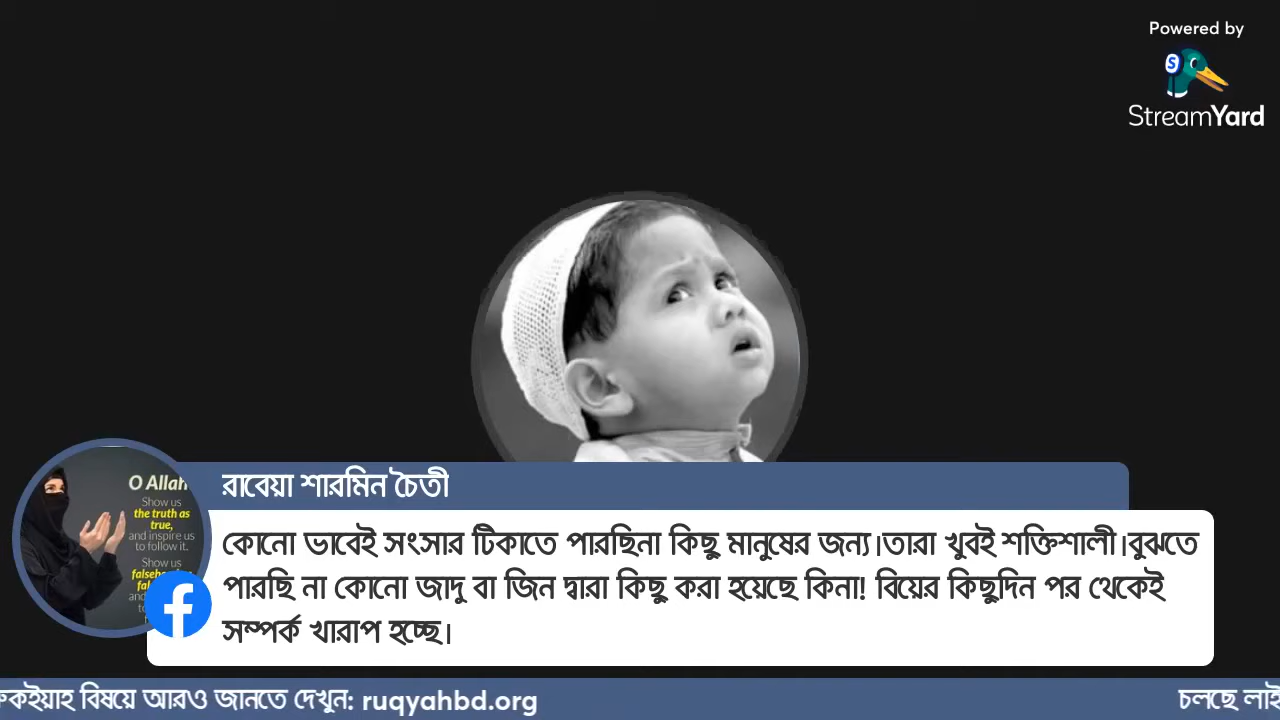 Powered by
StreamYard
রাবেয়া শারমিন চৈতী
কোনো ভাবেই সংসার টিকাতে পারছিনা কিছু মানুষের জন্য।তারা খুবই শক্তিশালী।বুঝতে
পারছি না কোনো জাদু বা জিন দ্বারা কিছু করা হয়েছে কিনা! বিয়ের কিছুদিন পর থেকেই
সম্পর্ক খারাপ হচ্ছে।
O Allah
Show us
the truth as
true,
and inspire us
to follow it.
Show us
বিষয়ে আরও জানতে দেখুন: ruqyahbd.org
চলছে